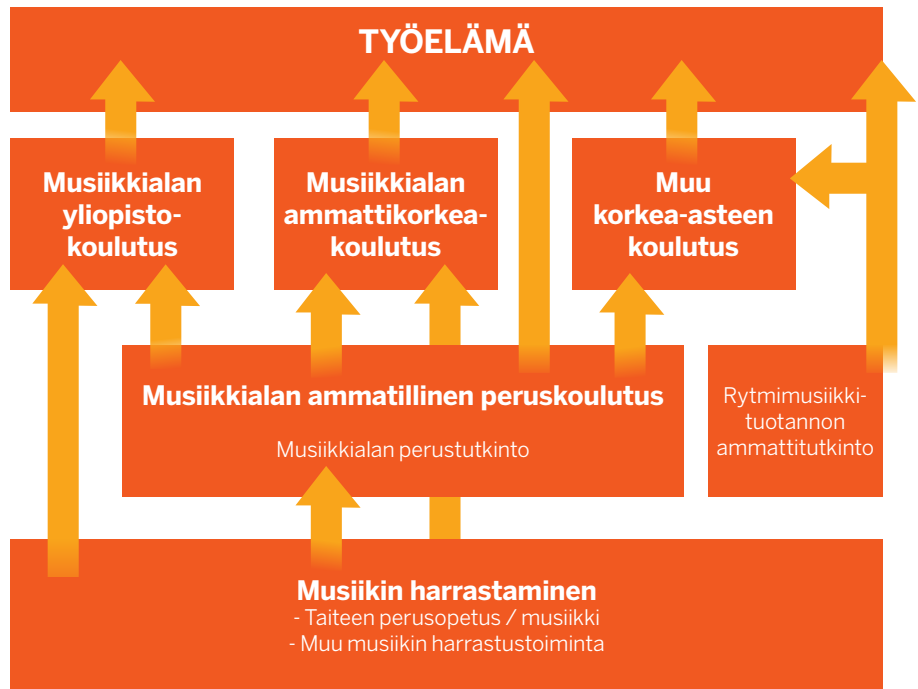 TYÖELÄMÄ
Musiikkialan
yliopisto-
koulutus
Musiikkialan
ammattikorkea-
koulutus
Muu
korkea-asteen
koulutus
Musiikkialan ammatillinen peruskoulutus
Musiikkialan perustutkinto
Rytmimusiikki-
tuotannon
ammattitutkinto
Musiikin harrastaminen
- Taiteen perusopetus / musiikki
- Muu musiikin harrastustoiminta